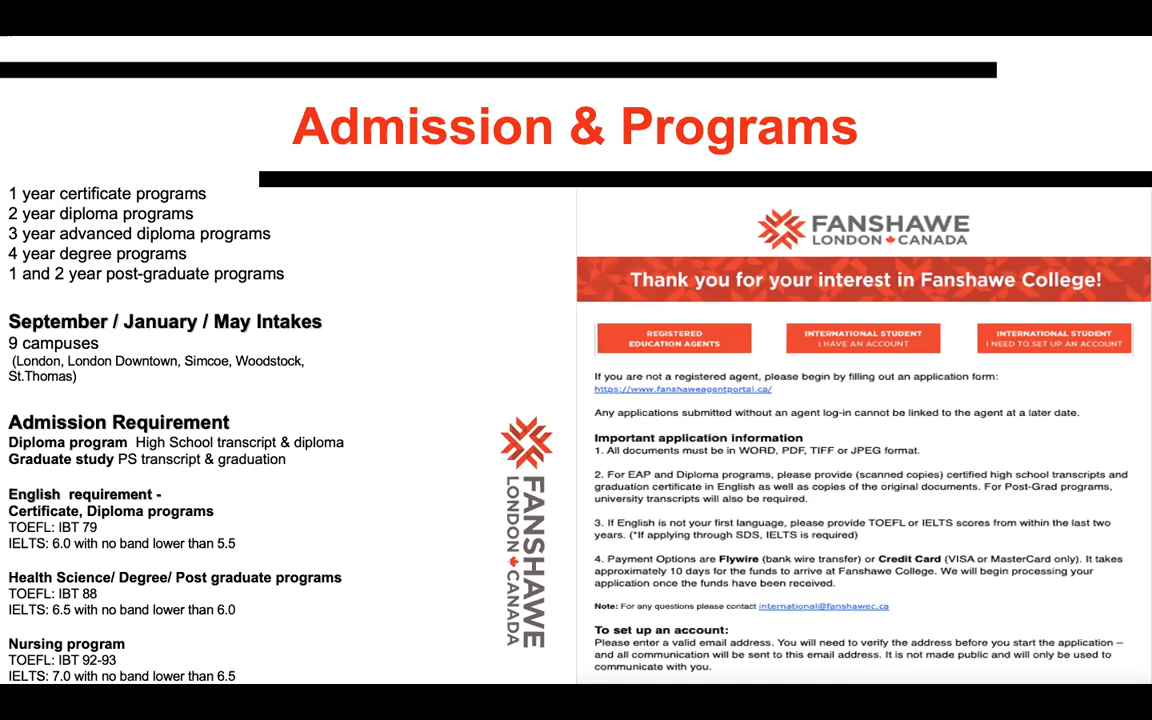 Admission & Programs
1 year certificate programs
2 year diploma programs
3 year advanced diploma programs
4 year degree programs
1 and 2 year post-graduate programs
September / January / May Intakes
9 campuses
(London, London Downtown, Simcoe, Woodstock,
St.Thomas)
Admission Requirement
Diploma program High School transcript & diploma
Graduate study PS transcript & graduation
English requirement -
Certificate, Diploma programs
TOEFL: IBT 79
IELTS: 6.0 with no band lower than 5.5
Health Science/ Degree/ Post graduate programs
TOEFL: IBT 88
IELTS: 6.5 with no band lower than 6.0
Nursing program
TOEFL: IBT 92-93
IELTS: 7.0 with no band lower than 6.5
FANSHAWE
LONDON CANADA
FANSHAWE
LONDON CANADA
Thank you for your interest in Fanshawe College!
REGISTERED
EDUCATION AGENTS
INTERNATIONAL STUDENT
I HAVE AN ACCOUNT
INTERNATIONAL STUDENT
I NEED TO SET UP AN ACCOUNT
If you are not a registered agent, please begin by filling out an application form:
https://www.fanshaweagentportal.ca/
Any applications submitted without an agent log-in cannot be linked to the agent at a later date.
Important application information
1. All documents must be in WORD, PDF, TIFF or JPEG format.
2. For EAP and Diploma programs, please provide (scanned copies) certified high school transcripts and
graduation certificate in English as well as copies of the original documents. For Post-Grad programs,
university transcripts will also be required.
3. If English is not your first language, please provide TOEFL or IELTS scores from within the last two
years. (*If applying through SDS, IELTS is required)
4. Payment Options are Flywire (bank wire transfer) or Credit Card (VISA or MasterCard only). It takes
approximately 10 days for the funds to arrive at Fanshawe College. We will begin processing your
application once the funds have been received.
Note: For any questions please contact international@fanshawec.ca
To set up an account:
Please enter a valid email address. You will need to verify the address before you start the application –
and all communication will be sent to this email address. It is not made public and will only be used to
communicate with you.